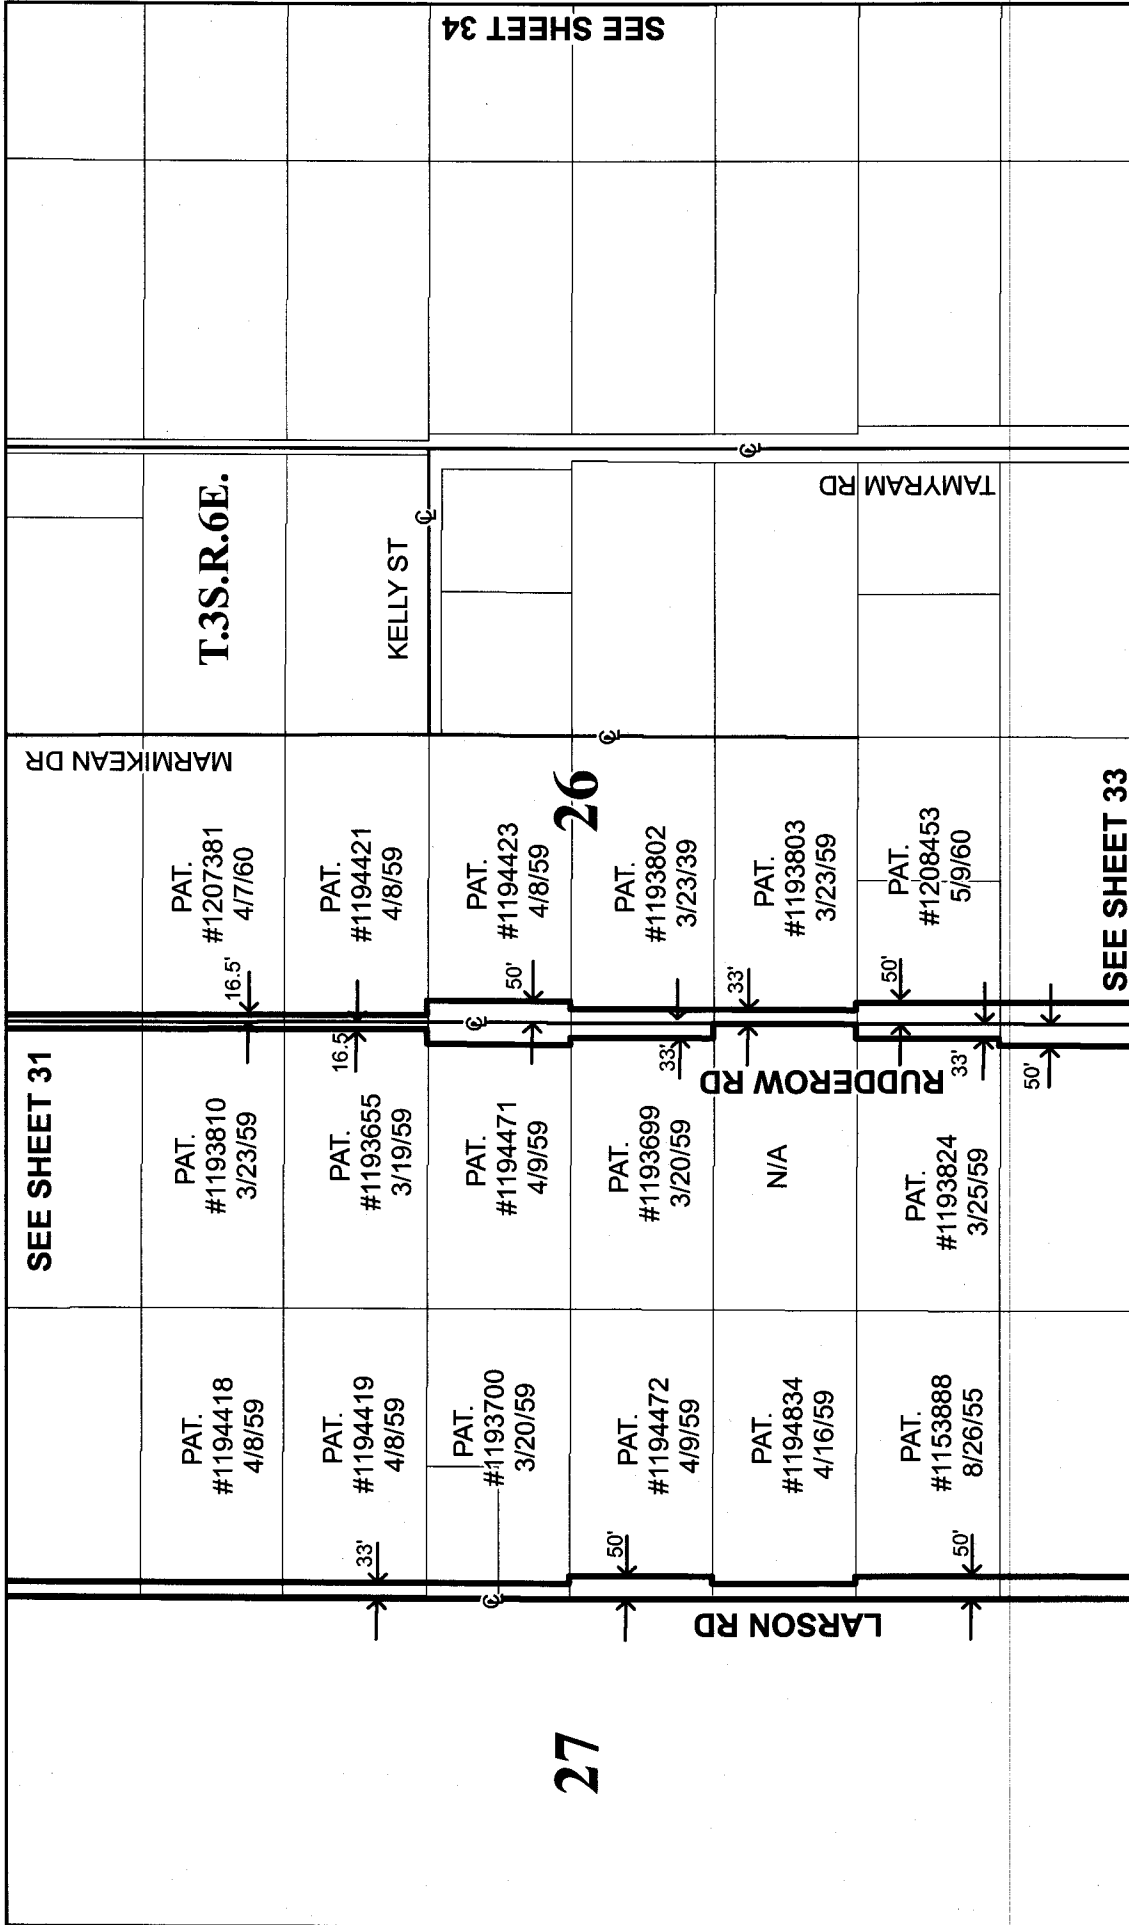 SEE SHEET 34
SEE SHEET 31
SEE SHEET 33
T.3S.R.6E.
26
27
KELLY ST
MARMIKEAN DR
TAMYRAM RD
RUDDEROW RD
LARSON RD
PAT.
#1194418
4/8/59
PAT.
#1194419
4/8/59
PAT.
#1193700
3/20/59
PAT.
#1194472
4/9/59
PAT.
#1194834
4/16/59
PAT.
#1153888
8/26/55
PAT.
#1193810
3/23/59
PAT.
#1193655
3/19/59
PAT.
#1194471
4/9/59
PAT.
#1193699
3/20/59
N/A
PAT.
#1193824
3/25/59
PAT.
#1207381
4/7/60
PAT.
#1194421
4/8/59
PAT.
#1194423
4/8/59
PAT.
#1193802
3/23/39
PAT.
#1193803
3/23/59
PAT.
#1208453
5/9/60
33'
50'
50'
16.5'
16.5'
50'
33'
33'
50'
33'
50'
CL
CL
CL
CL
CL